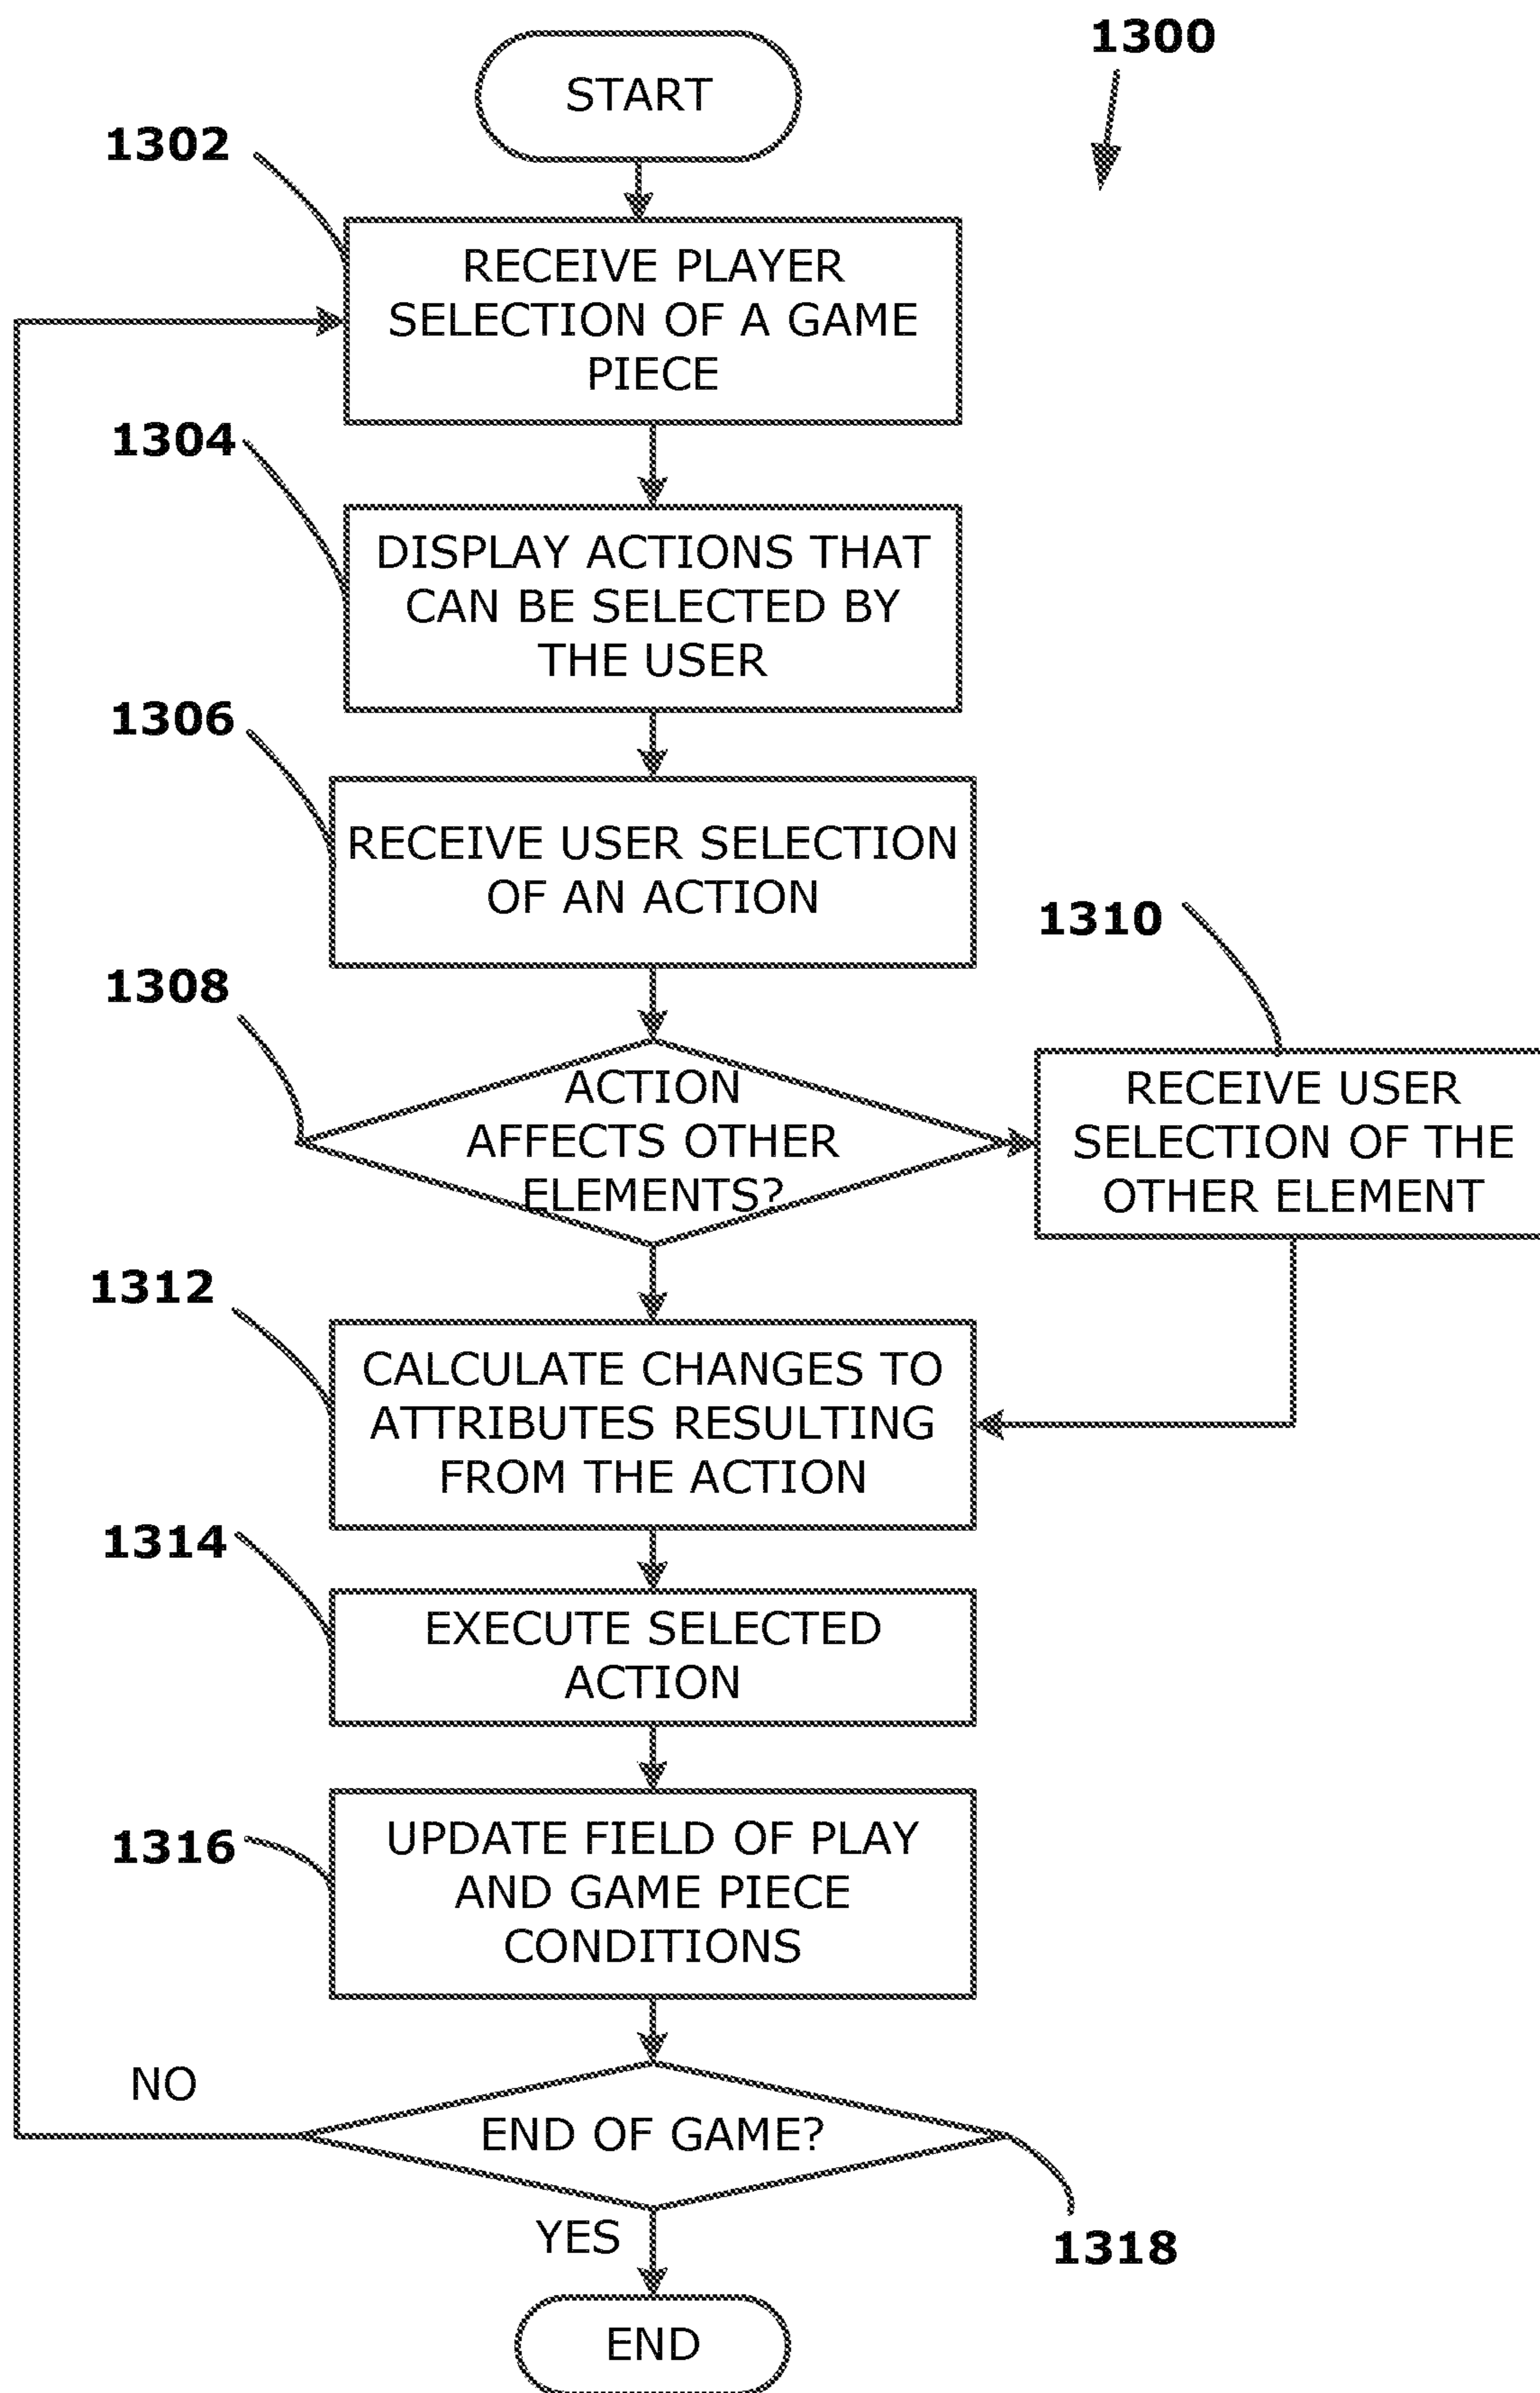 1300
START
1302
RECEIVE PLAYER
SELECTION OF A GAME
PIECE
1304
DISPLAY ACTIONS THAT
CAN BE SELECTED BY
THE USER
1306
RECEIVE USER SELECTION
OF AN ACTION
1308
ACTION
AFFECTS OTHER
ELEMENTS?
1310
RECEIVE USER
SELECTION OF THE
OTHER ELEMENT
1312
CALCULATE CHANGES TO
ATTRIBUTES RESULTING
FROM THE ACTION
1314
EXECUTE SELECTED
ACTION
1316
UPDATE FIELD OF PLAY
AND GAME PIECE
CONDITIONS
NO
END OF GAME?
YES
1318
END